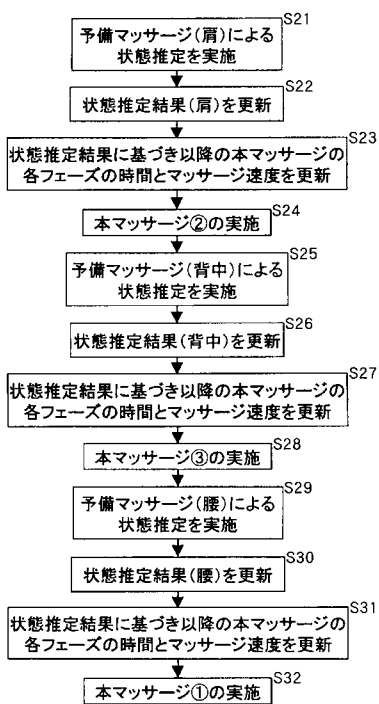 S21
予備マッサージ(肩)による
状態推定を実施
S22
状態推定結果(肩)を更新
S23
状態推定結果に基づき以降の本マッサージの
各フェーズの時間とマッサージ速度を更新
S24
本マッサージ②の実施
S25
予備マッサージ(背中)による
状態推定を実施
S26
状態推定結果(背中)を更新
S27
状態推定結果に基づき以降の本マッサージの
各フェーズの時間とマッサージ速度を更新
S28
本マッサージ③の実施
S29
予備マッサージ(腰)による
状態推定を実施
S30
状態推定結果(腰)を更新
S31
状態推定結果に基づき以降の本マッサージの
各フェーズの時間とマッサージ速度を更新
S32
本マッサージ①の実施